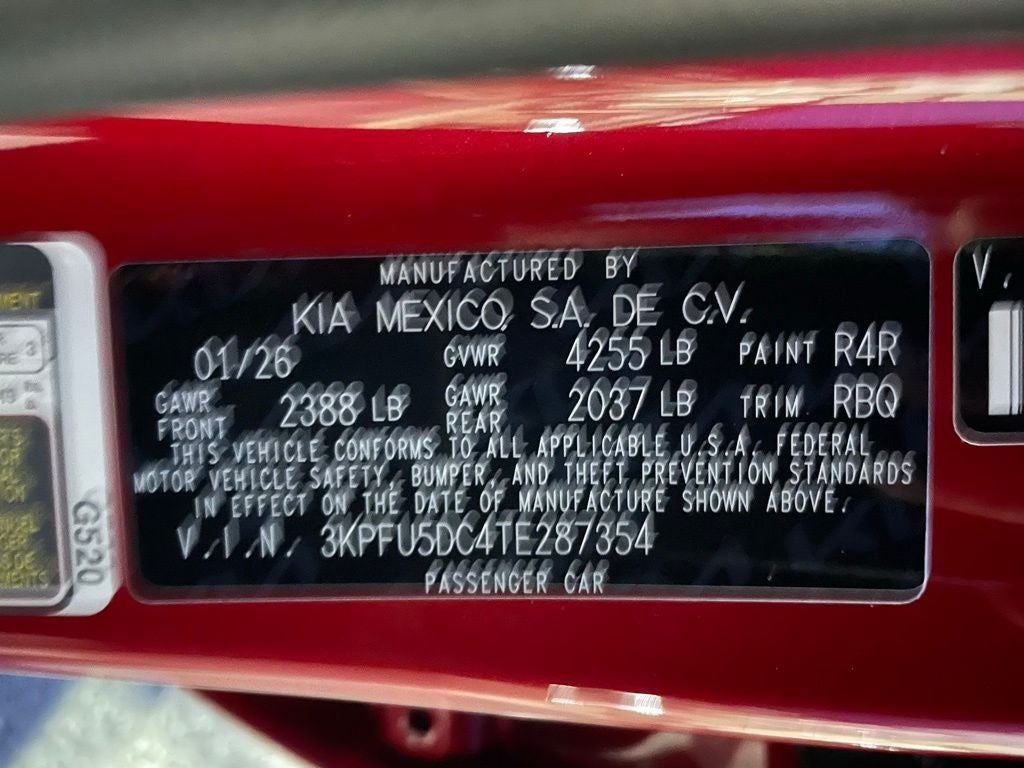 MANUFACTURED BY
KIA MEXICO, S.A. DE C.V.
01/26 GVWR 4255 LB PAINT R4R
GAWR FRONT 2388 LB GAWR REAR 2037 LB TRIM RBQ
THIS VEHICLE CONFORMS TO ALL APPLICABLE U.S.A. FEDERAL
MOTOR VEHICLE SAFETY, BUMPER, AND THEFT PREVENTION STANDARDS
IN EFFECT ON THE DATE OF MANUFACTURE SHOWN ABOVE.
V.I.N. 3KPFU5DC4TE287354
PASSENGER CAR
G520
V.